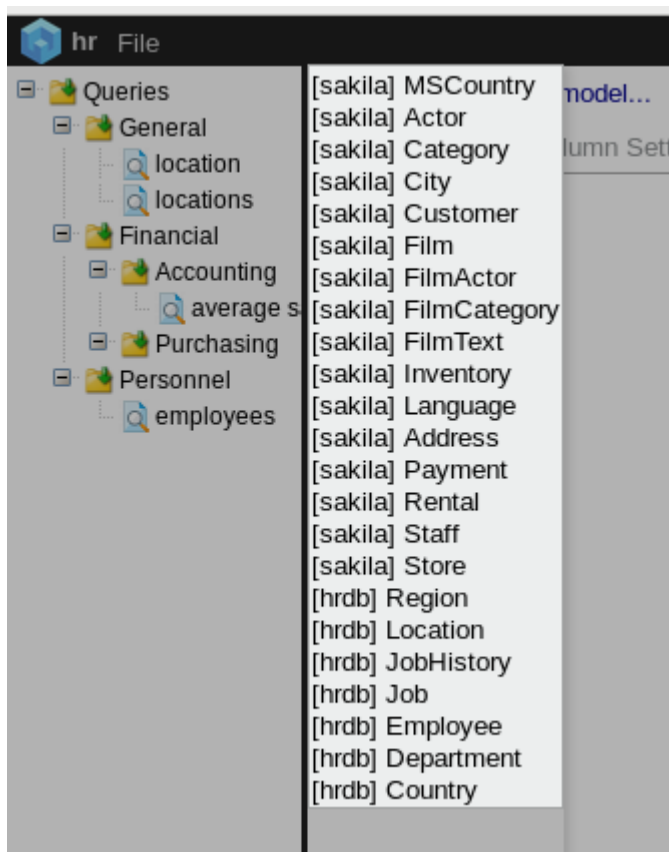 hr File
Queries
General
location
locations
Financial
Accounting
average s
Purchasing
Personnel
employees
[sakila] MSCountry
[sakila] Actor
[sakila] Category
[sakila] City
[sakila] Customer
[sakila] Film
[sakila] FilmActor
[sakila] FilmCategory
[sakila] FilmText
[sakila] Inventory
[sakila] Language
[sakila] Address
[sakila] Payment
[sakila] Rental
[sakila] Staff
[sakila] Store
[hrdb] Region
[hrdb] Location
[hrdb] JobHistory
[hrdb] Job
[hrdb] Employee
[hrdb] Department
[hrdb] Country
model...
lumn Sett